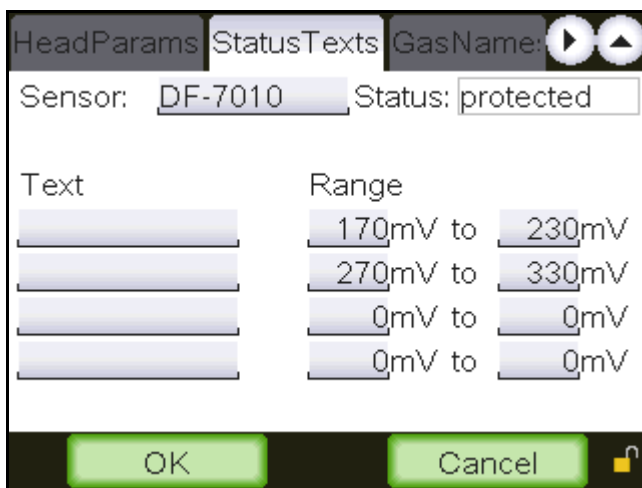 HeadParams StatusTexts GasName:
Sensor: DF-7010 Status: protected
Text Range
170mV to 230mV
270mV to 330mV
0mV to 0mV
0mV to 0mV
OK Cancel